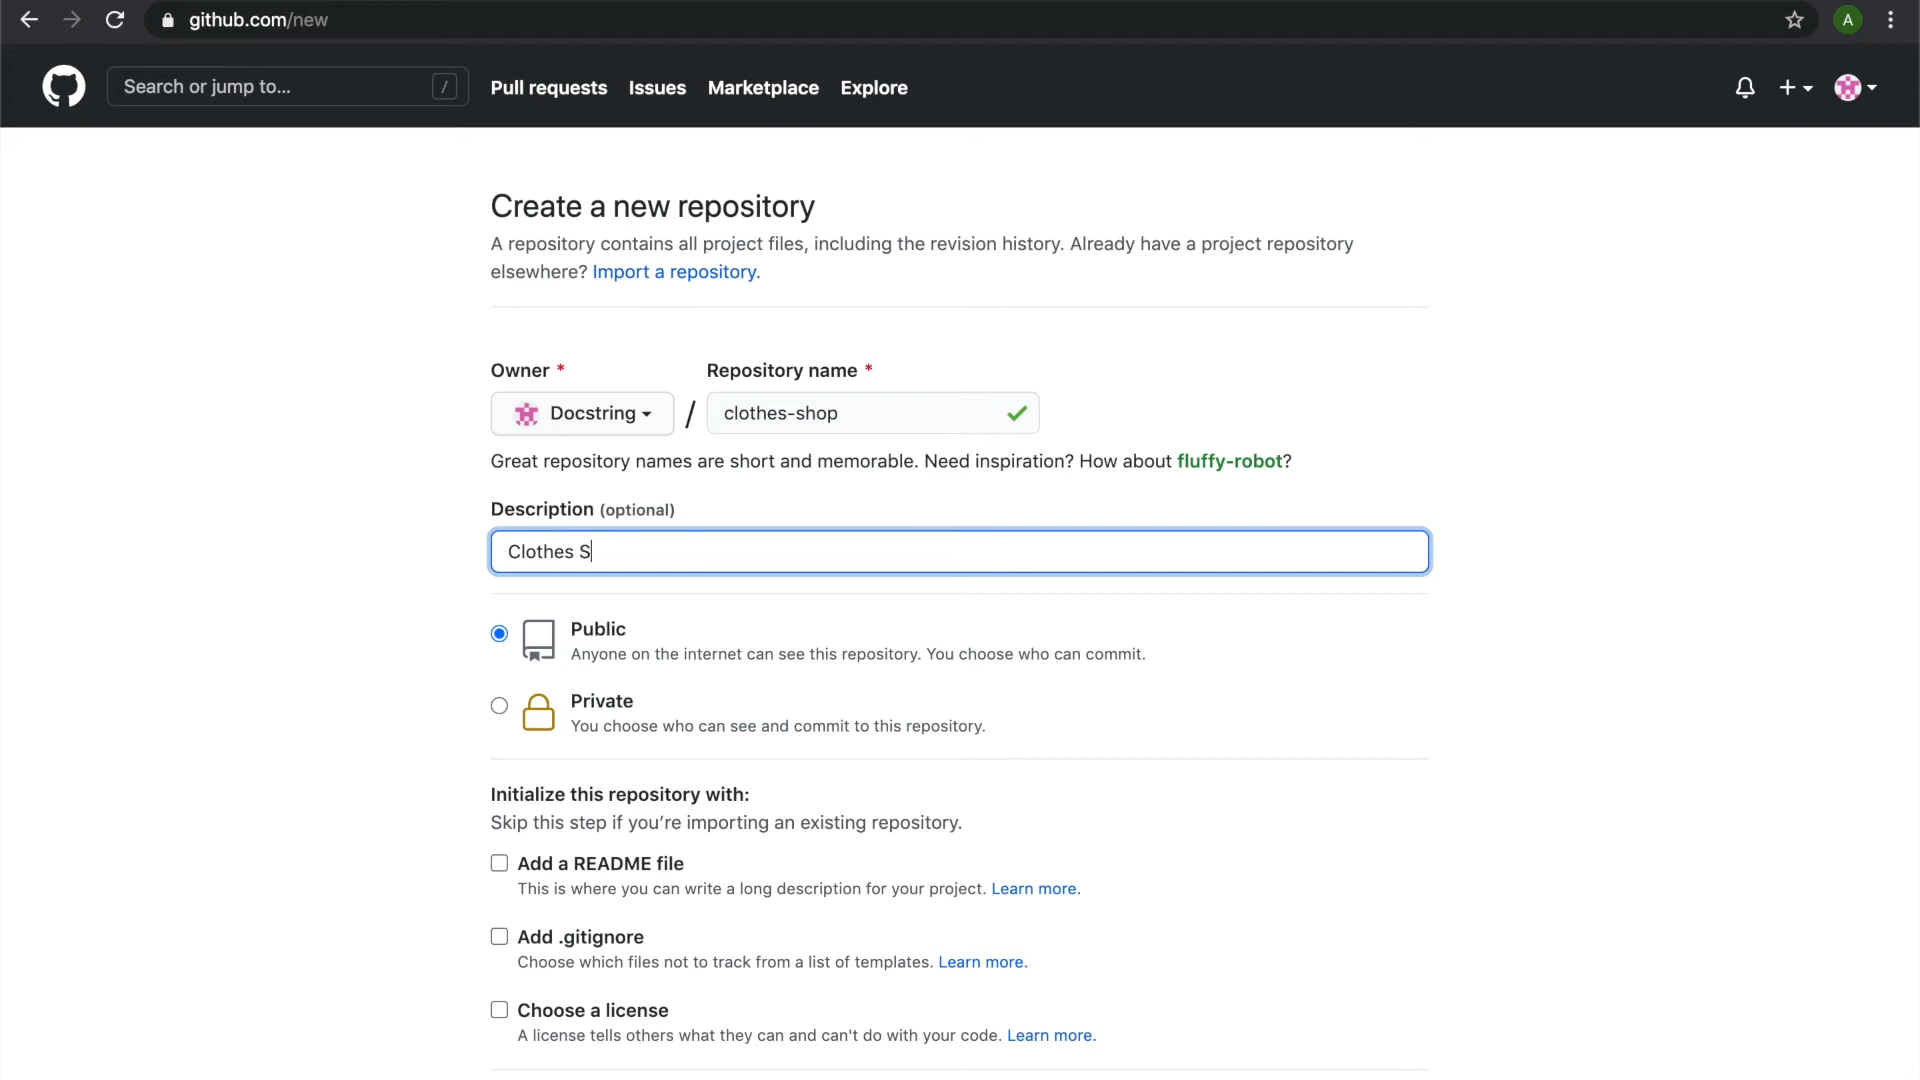 github.com/new
A
Search or jump to... /
Pull requests Issues Marketplace Explore
Create a new repository
A repository contains all project files, including the revision history. Already have a project repository
elsewhere? Import a repository.
Owner * Repository name *
Docstring / clothes-shop
Great repository names are short and memorable. Need inspiration? How about fluffy-robot?
Description (optional)
Clothes S
Public
Anyone on the internet can see this repository. You choose who can commit.
Private
You choose who can see and commit to this repository.
Initialize this repository with:
Skip this step if you’re importing an existing repository.
Add a README file
This is where you can write a long description for your project. Learn more.
Add .gitignore
Choose which files not to track from a list of templates. Learn more.
Choose a license
A license tells others what they can and can't do with your code. Learn more.